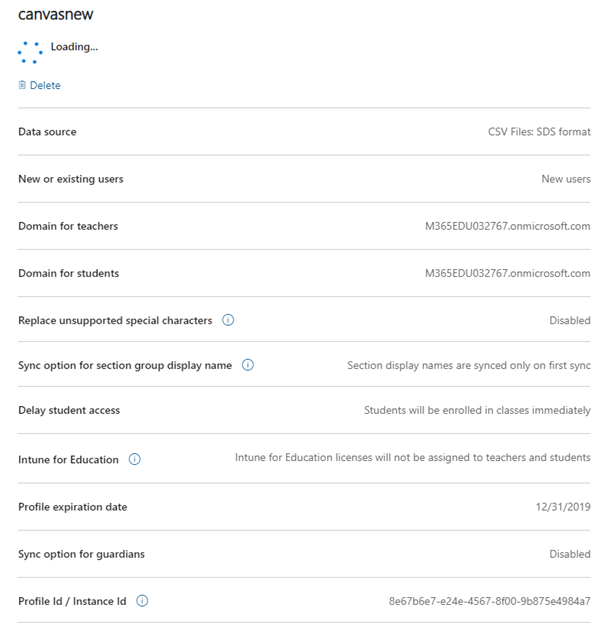 canvasnew
Loading...
Delete
Data source CSV Files: SDS format
New or existing users New users
Domain for teachers M365EDU032767.onmicrosoft.com
Domain for students M365EDU032767.onmicrosoft.com
Replace unsupported special characters Disabled
Sync option for section group display name Section display names are synced only on first sync
Delay student access Students will be enrolled in classes immediately
Intune for Education Intune for Education licenses will not be assigned to teachers and students
Profile expiration date 12/31/2019
Sync option for guardians Disabled
Profile Id / Instance Id 8e67b6e7-e24e-4567-8f00-9b875e4984a7